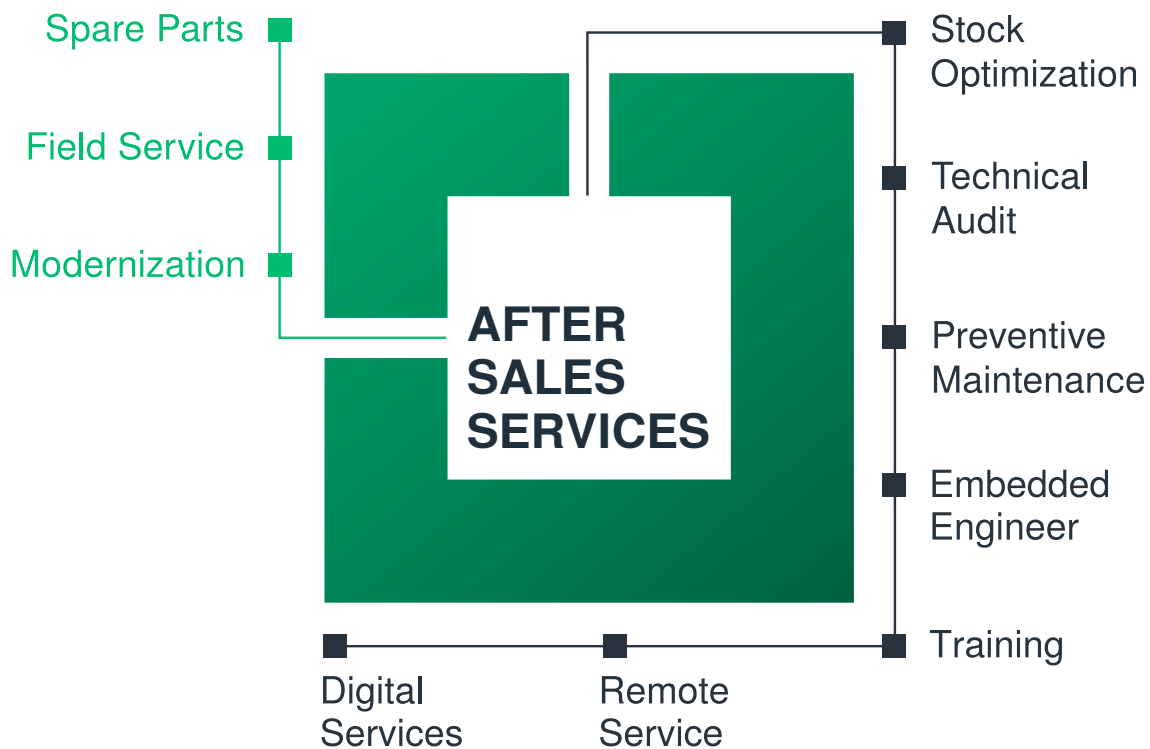 Spare Parts
Field Service
Modernization
AFTER
SALES
SERVICES
Stock
Optimization
Technical
Audit
Preventive
Maintenance
Embedded
Engineer
Training
Digital
Services
Remote
Service